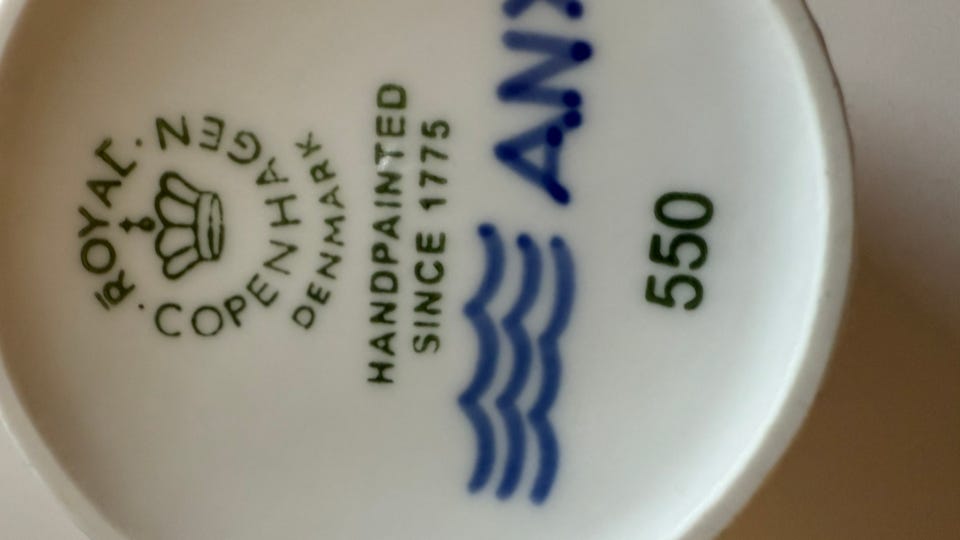 ROYAL
COPENHAGEN
DENMARK
HANDPAINTED
SINCE 1775
550